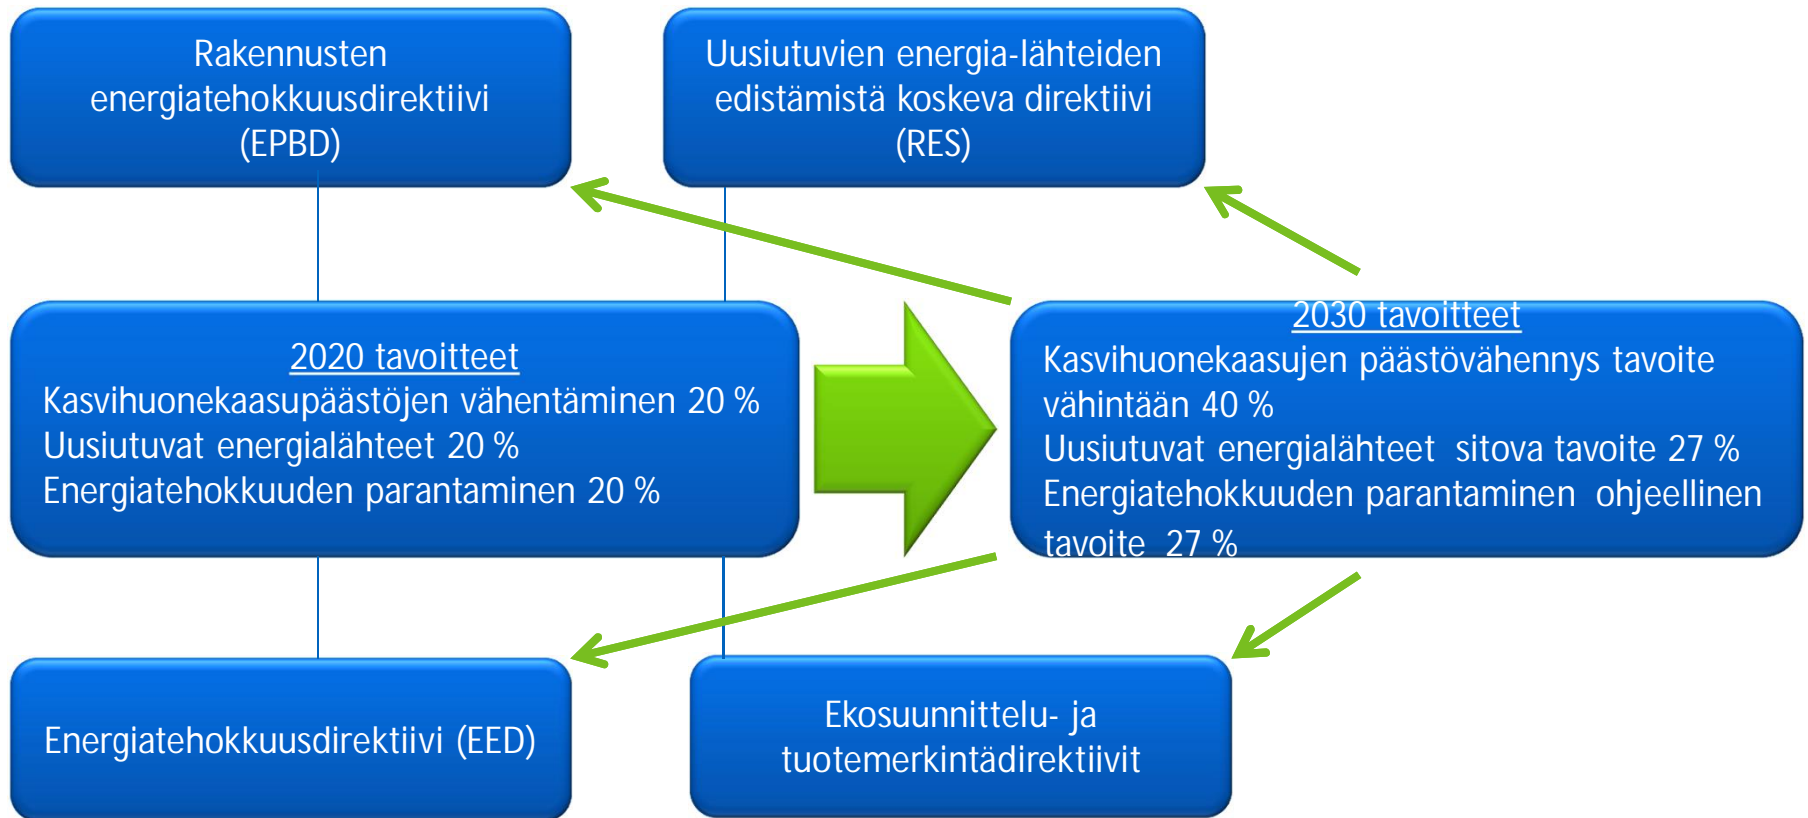 Rakennusten
energiatehokkuusdirektiivi
(EPBD)
Uusiutuvien energia-lähteiden
edistämistä koskeva direktiivi
(RES)
2020 tavoitteet
Kasvihuonekaasupäästöjen vähentäminen 20 %
Uusiutuvat energialähteet 20 %
Energiatehokkuuden parantaminen 20 %
2030 tavoitteet
Kasvihuonekaasujen päästövähennys tavoite
vähintään 40 %
Uusiutuvat energialähteet sitova tavoite 27 %
Energiatehokkuuden parantaminen ohjeellinen
tavoite 27 %
Energiatehokkuusdirektiivi (EED)
Ekosuunnittelu- ja
tuotemerkintädirektiivit